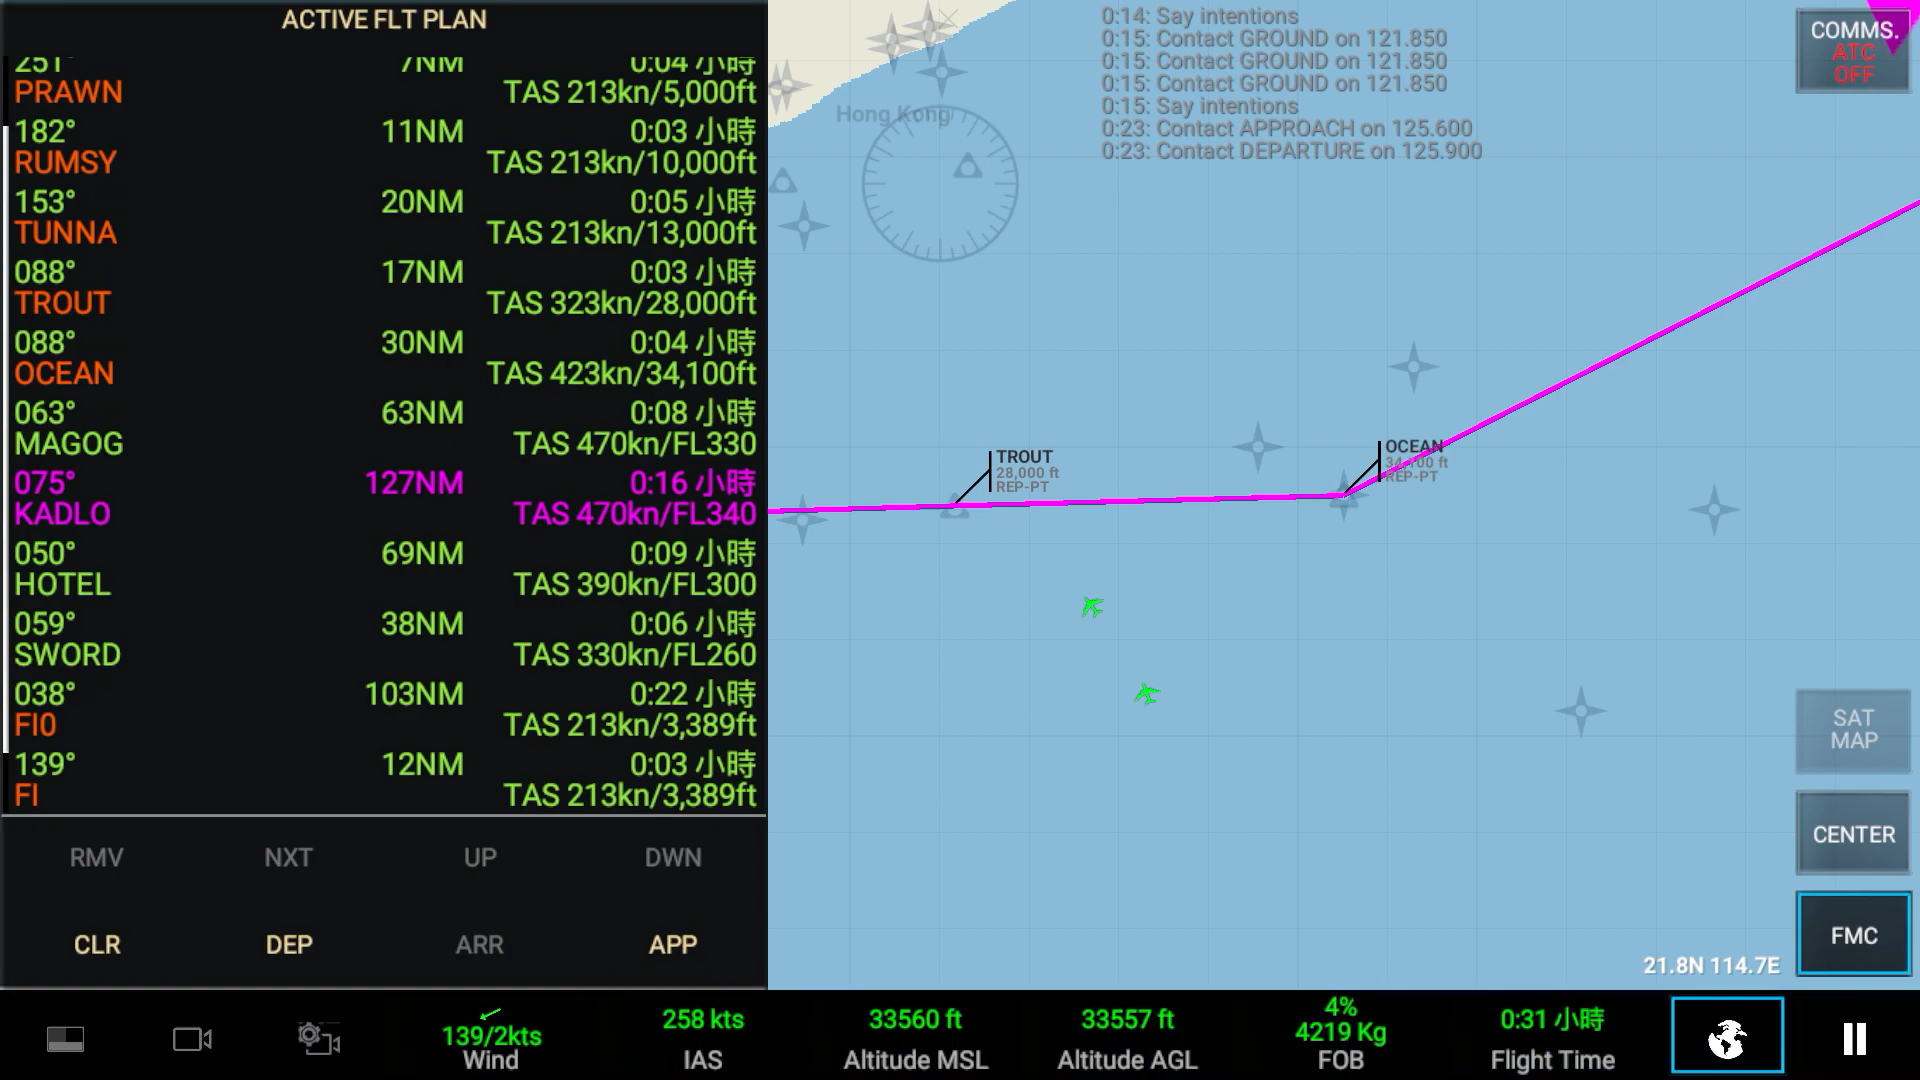 ACTIVE FLT PLAN
251° 7NM 0:04 小時
PRAWN TAS 213kn/5,000ft
182° 11NM 0:03 小時
RUMSY TAS 213kn/10,000ft
153° 20NM 0:05 小時
TUNNA TAS 213kn/13,000ft
088° 17NM 0:03 小時
TROUT TAS 323kn/28,000ft
088° 30NM 0:04 小時
OCEAN TAS 423kn/34,100ft
063° 63NM 0:08 小時
MAGOG TAS 470kn/FL330
075° 127NM 0:16 小時
KADLO TAS 470kn/FL340
050° 69NM 0:09 小時
HOTEL TAS 390kn/FL300
059° 38NM 0:06 小時
SWORD TAS 330kn/FL260
038° 103NM 0:22 小時
FI0 TAS 213kn/3,389ft
139° 12NM 0:03 小時
FI TAS 213kn/3,389ft
RMV NXT UP DWN
CLR DEP ARR APP
0:14: Say intentions
0:15: Contact GROUND on 121.850
0:15: Contact GROUND on 121.850
0:15: Contact GROUND on 121.850
0:15: Say intentions
0:23: Contact APPROACH on 125.600
0:23: Contact DEPARTURE on 125.900
Hong Kong
TROUT
28,000 ft
REP-PT
OCEAN
34,100 ft
REP-PT
COMMS.
ATC
OFF
SAT
MAP
CENTER
FMC
21.8N 114.7E
139/2kts
Wind
258 kts
IAS
33560 ft
Altitude MSL
33557 ft
Altitude AGL
4%
4219 Kg
FOB
0:31 小時
Flight Time